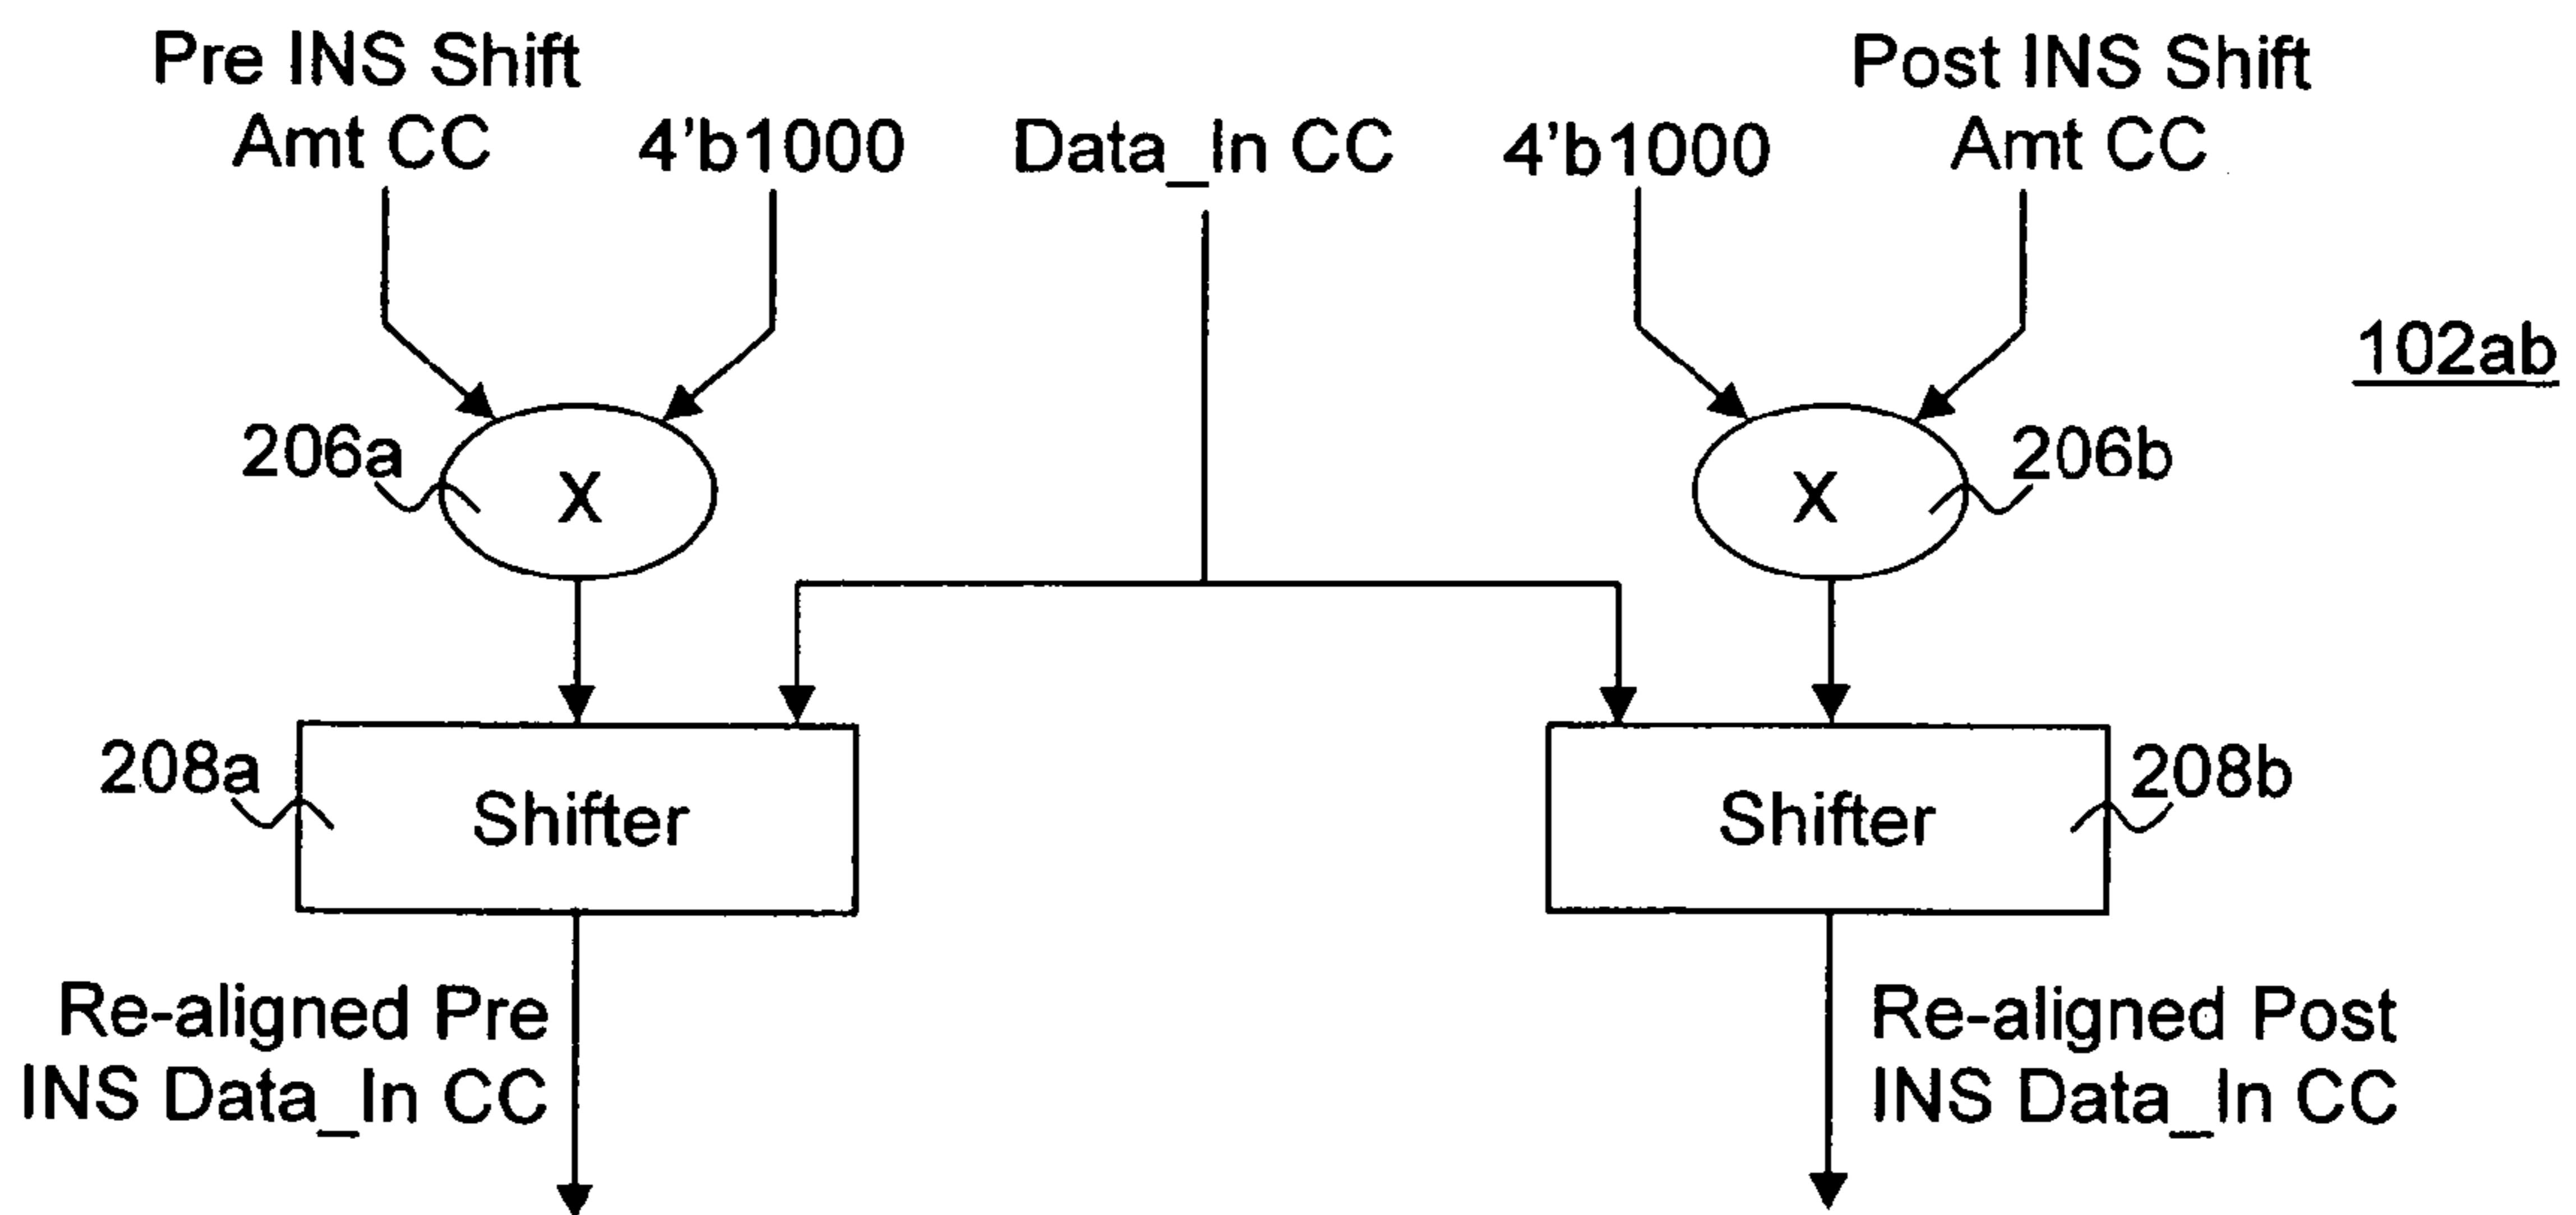 Pre INS Shift
Amt CC
4'b1000
Data_In CC
4'b1000
Post INS Shift
Amt CC
102ab
206a
X
X
206b
208a
Shifter
Shifter
208b
Re-aligned Pre
INS Data_In CC
Re-aligned Post
INS Data_In CC